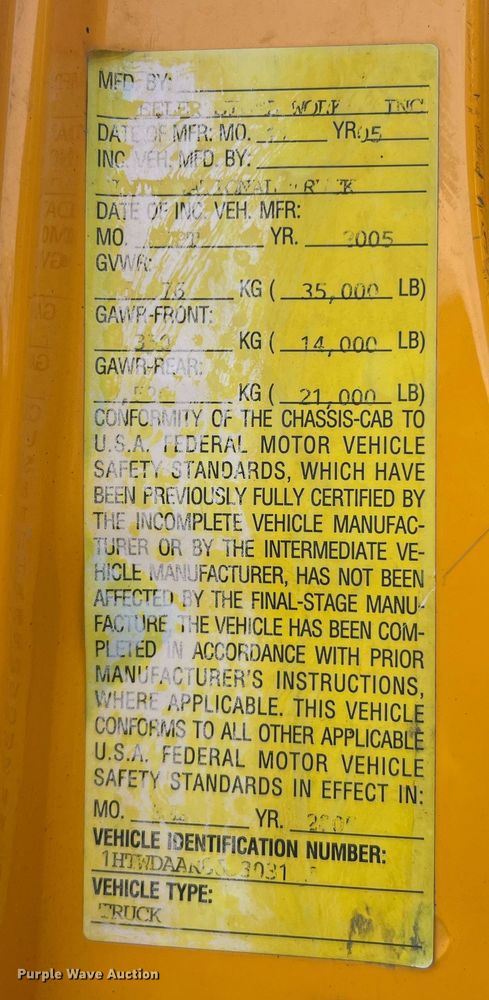 MFD. BY:
INC
DATE OF MFR: MO. YR. 05
INC. VEH. MFD. BY:
DATE OF INC. VEH. MFR:
MO. YR. 2005
GVWR:
KG ( 35,000 LB)
GAWR-FRONT:
KG ( 14,000 LB)
GAWR-REAR:
KG ( 21,000 LB)
CONFORMITY OF THE CHASSIS-CAB TO
U.S.A. FEDERAL MOTOR VEHICLE
SAFETY STANDARDS, WHICH HAVE
BEEN PREVIOUSLY FULLY CERTIFIED BY
THE INCOMPLETE VEHICLE MANUFAC-
TURER OR BY THE INTERMEDIATE VE-
HICLE MANUFACTURER, HAS NOT BEEN
AFFECTED BY THE FINAL-STAGE MANU-
FACTURE. THE VEHICLE HAS BEEN COM-
PLETED IN ACCORDANCE WITH PRIOR
MANUFACTURER'S INSTRUCTIONS,
WHERE APPLICABLE. THIS VEHICLE
CONFORMS TO ALL OTHER APPLICABLE
U.S.A. FEDERAL MOTOR VEHICLE
SAFETY STANDARDS IN EFFECT IN:
MO. YR.
VEHICLE IDENTIFICATION NUMBER:
VEHICLE TYPE:
TRUCK
Purple Wave Auction